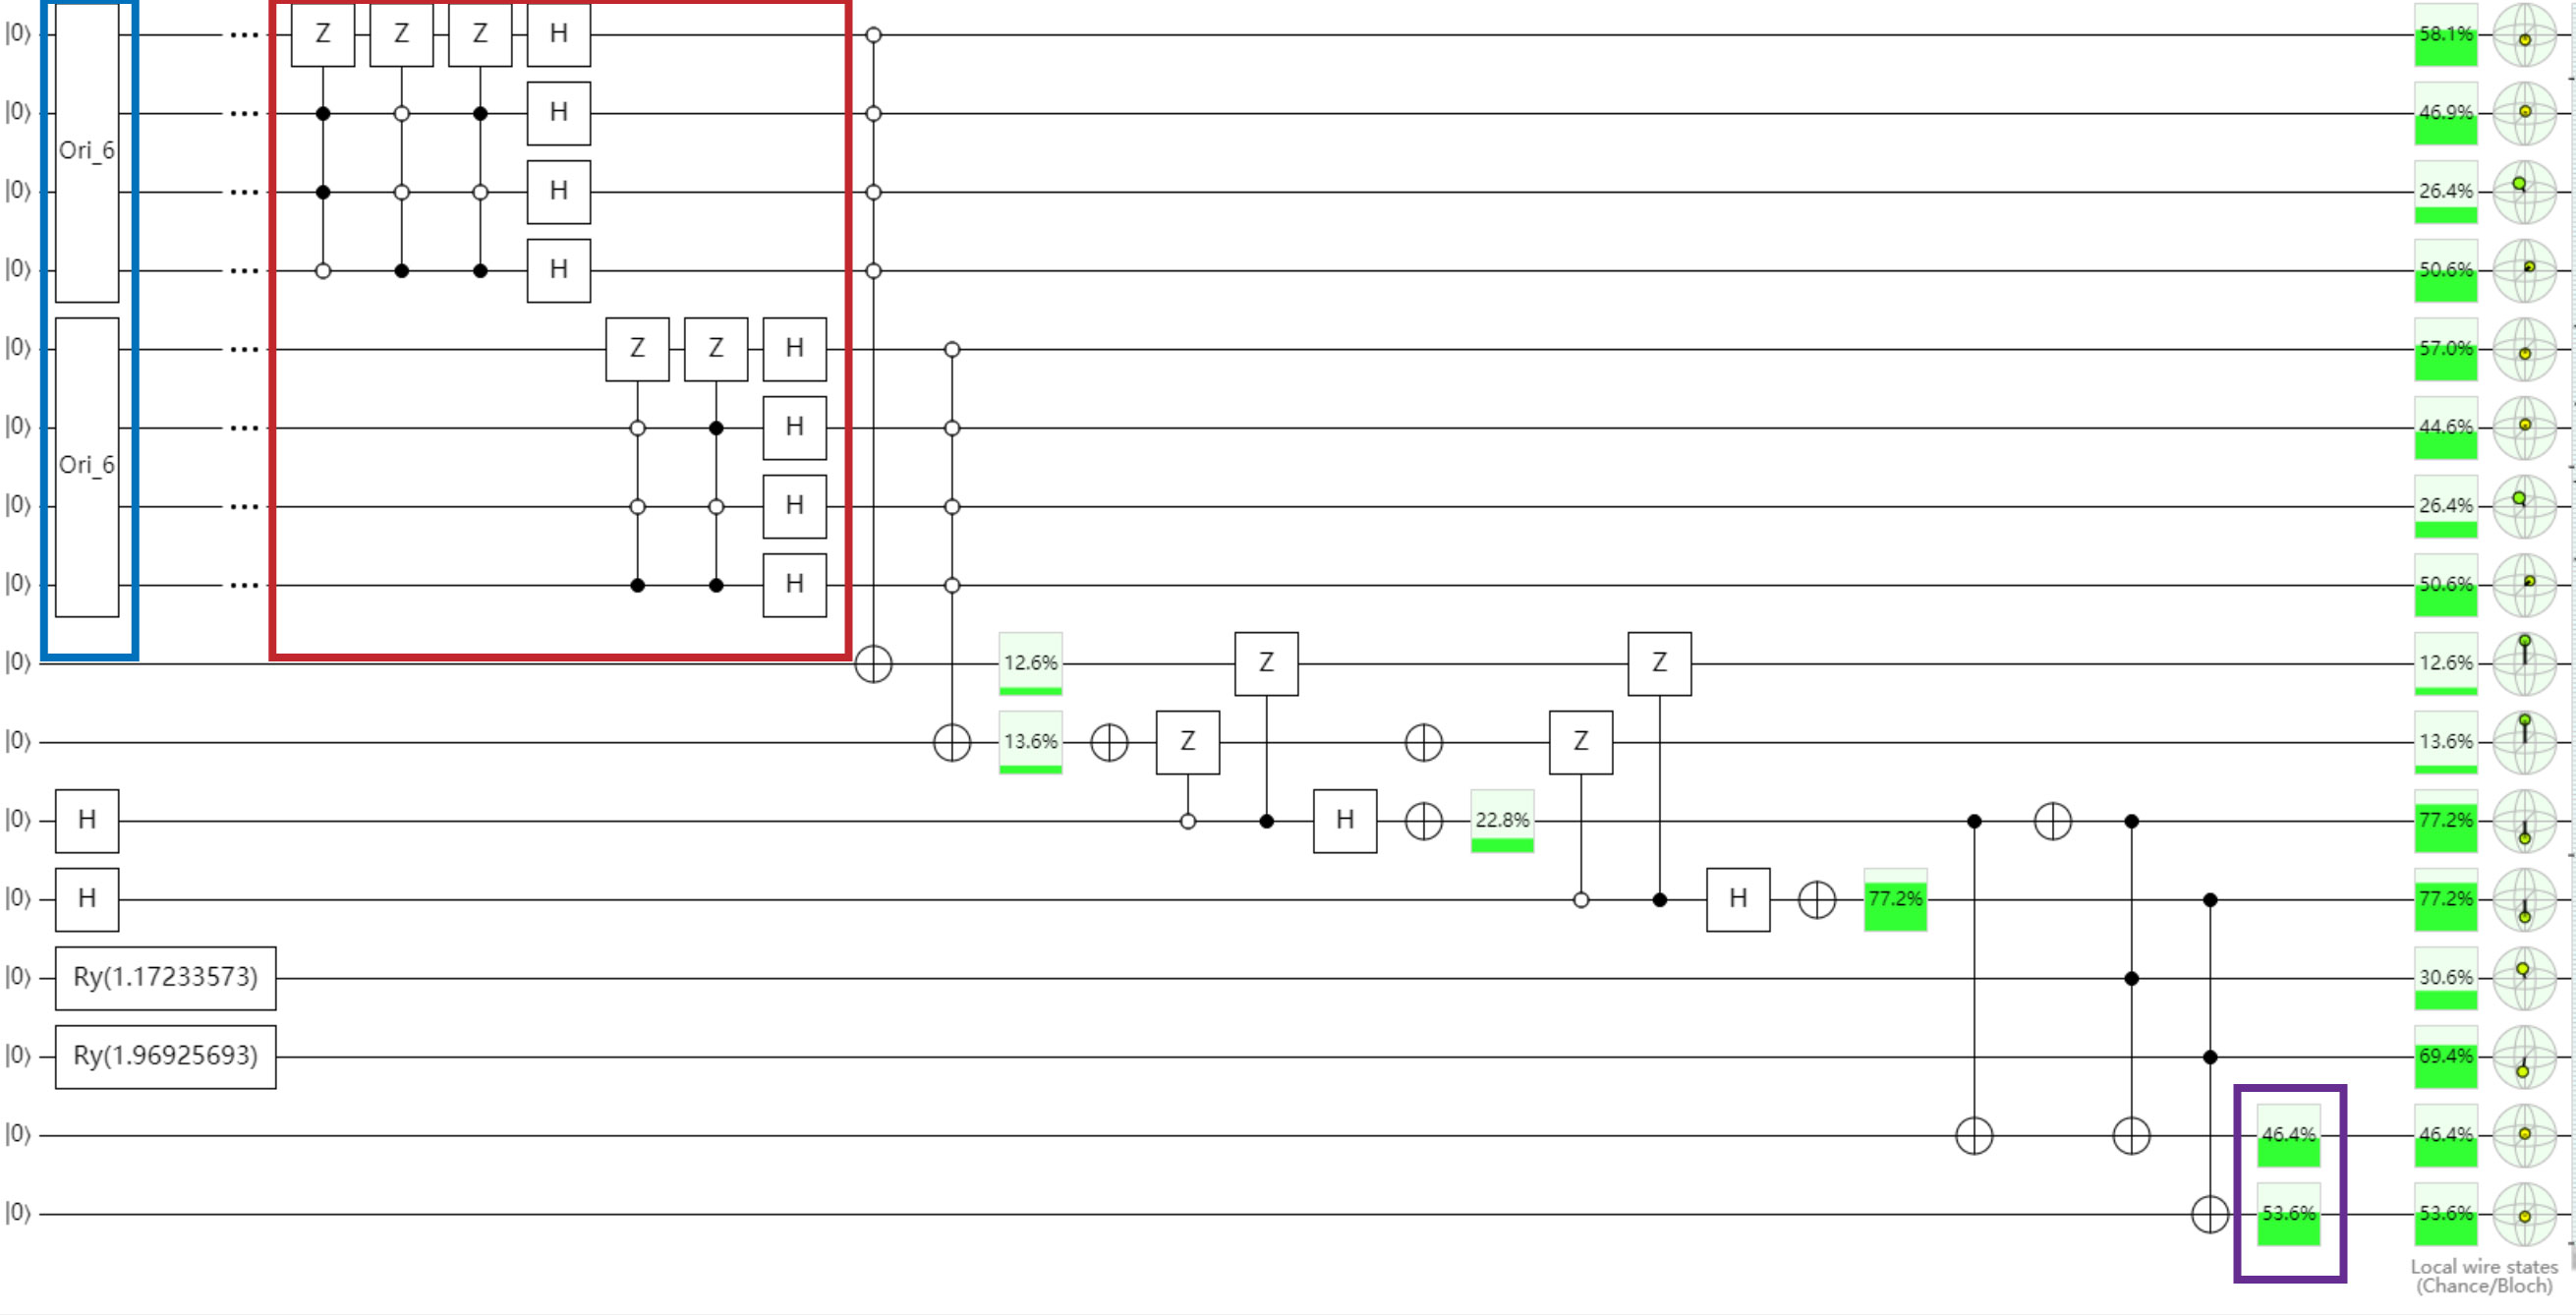 |0⟩ ... Z Z Z H 58.1%
|0⟩ ... H 46.9%
Ori_6
|0⟩ ... H 26.4%
|0⟩ ... H 50.6%
|0⟩ ... Z Z H 57.0%
|0⟩ ... H 44.6%
Ori_6
|0⟩ ... H 26.4%
|0⟩ ... H 50.6%
|0⟩ 12.6% Z Z 12.6%
|0⟩ 13.6% Z Z 13.6%
|0⟩ H H 22.8% 77.2%
|0⟩ H H 77.2% 77.2%
|0⟩ Ry(1.17233573) 30.6%
|0⟩ Ry(1.96925693) 69.4%
|0⟩ 46.4% 46.4%
|0⟩ 53.6% 53.6%
Local wire states
(Chance/Bloch)